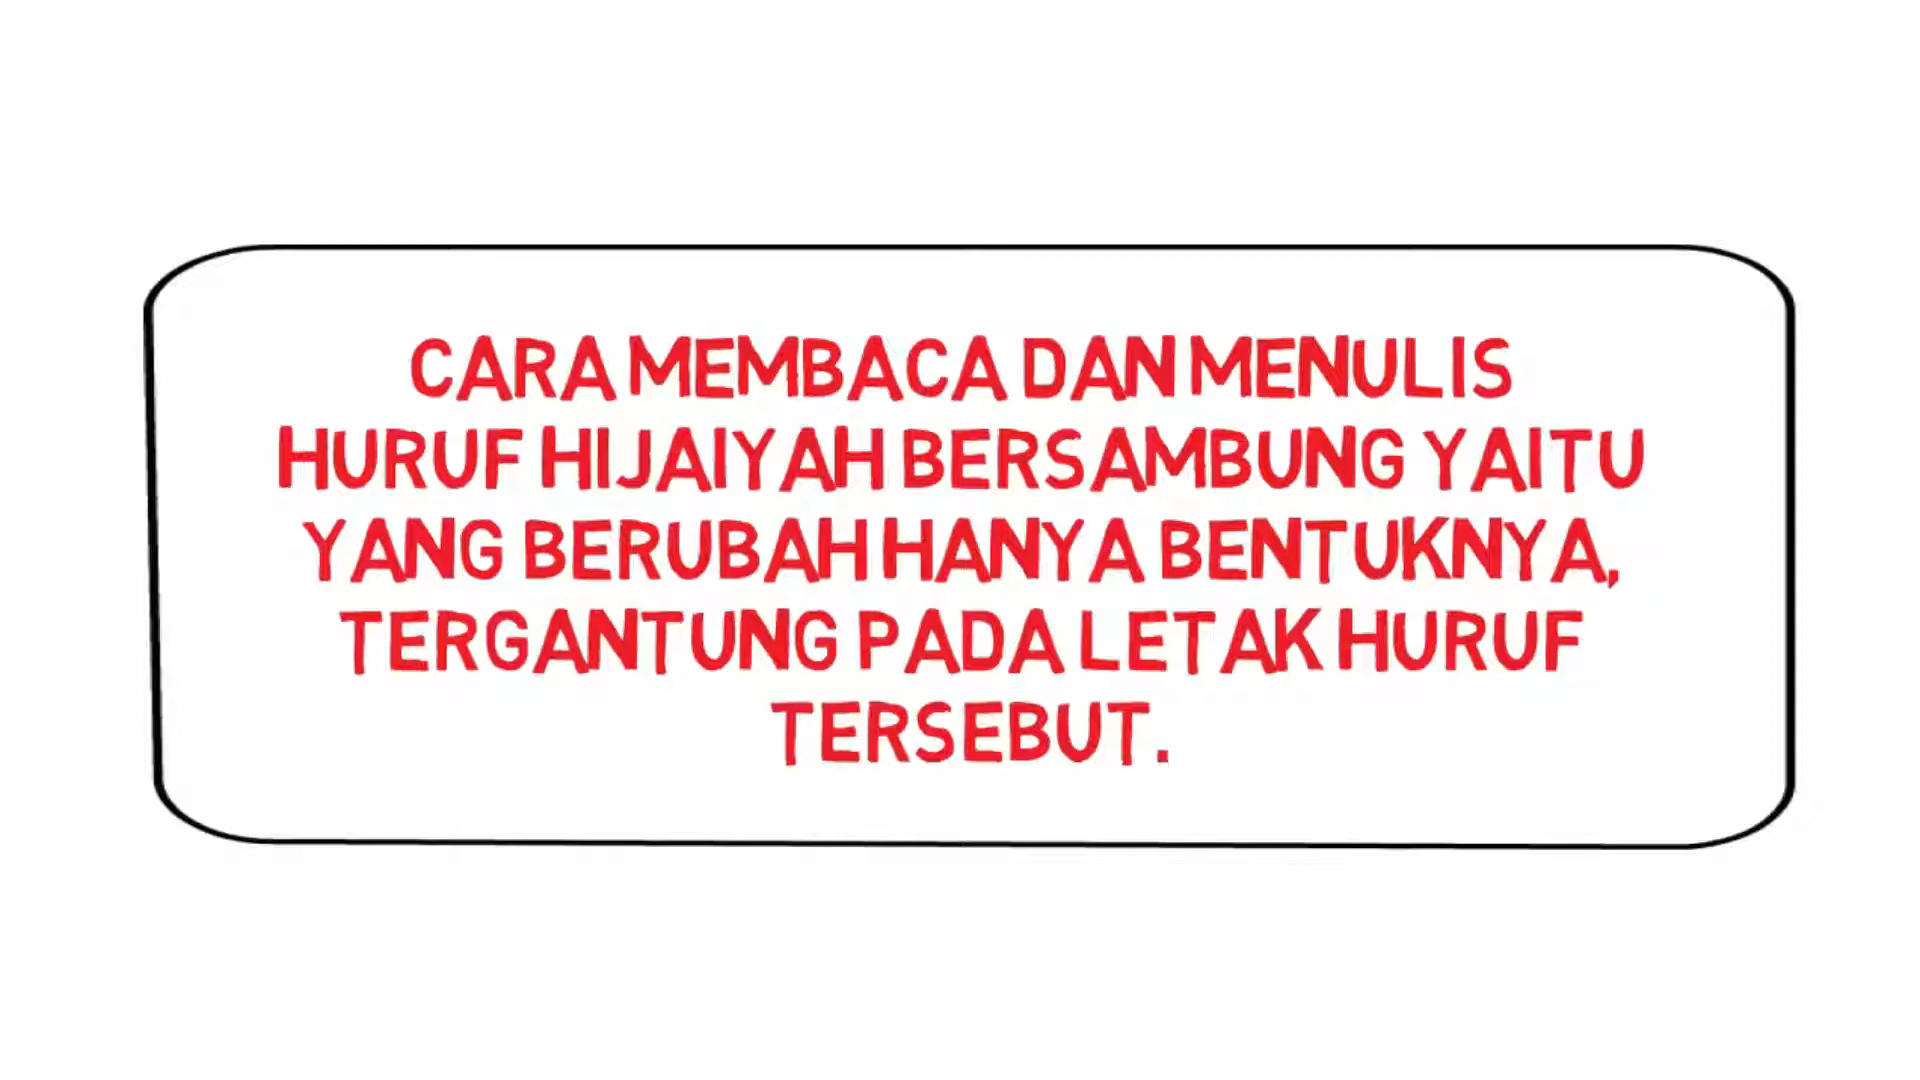 CARA MEMBACA DAN MENULIS
HURUF HIJAIYAH BERSAMBUNG YAITU
YANG BERUBAH HANYA BENTUKNYA,
TERGANTUNG PADA LETAK HURUF
TERSEBUT.